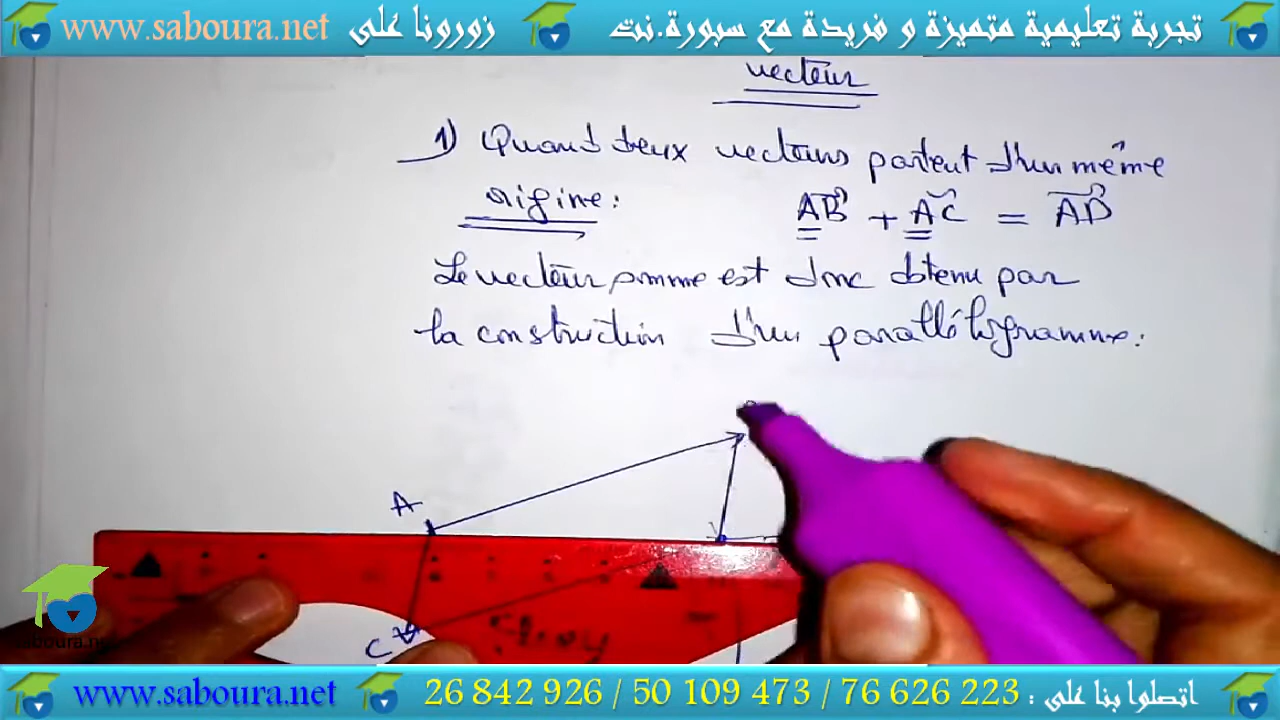 تجربة تعليمية متميزة و فريدة مع سبورة.نت زورونا على www.saboura.net
vecteur
1) Quand deux vecteurs partent d'un même
origine : AB + AC = AD
Le vecteur somme est donc obtenu par
la construction d'un parallélogramme :
A
C
saboura.net
اتصلوا بنا على : 223 626 76 / 473 109 50 / 926 842 26 www.saboura.net